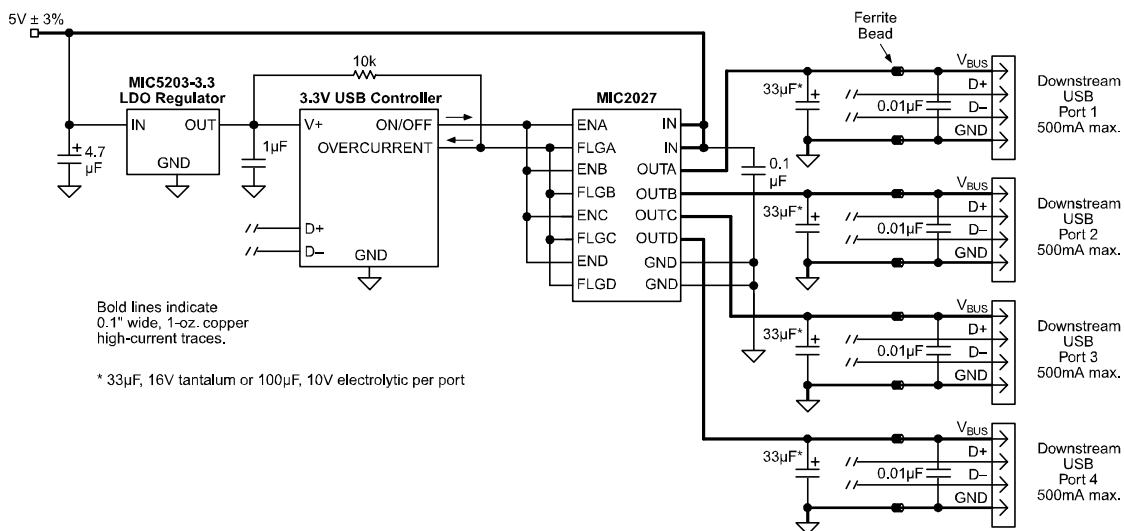 5V ± 3%
MIC5203-3.3
LDO Regulator
IN
OUT
GND
4.7
µF
+
1µF
10k
3.3V USB Controller
V+
ON/OFF
OVERCURRENT
D+
D–
GND
MIC2027
ENA
FLGA
ENB
FLGB
ENC
FLGC
END
FLGD
IN
IN
OUTA
OUTB
OUTC
OUTD
GND
GND
0.1
µF
Ferrite
Bead
33µF*
+
0.01µF
VBUS
D+
D–
GND
Downstream
USB
Port 1
500mA max.
33µF*
+
0.01µF
VBUS
D+
D–
GND
Downstream
USB
Port 2
500mA max.
33µF*
+
0.01µF
VBUS
D+
D–
GND
Downstream
USB
Port 3
500mA max.
33µF*
+
0.01µF
VBUS
D+
D–
GND
Downstream
USB
Port 4
500mA max.
Bold lines indicate
0.1" wide, 1-oz. copper
high-current traces.
* 33µF, 16V tantalum or 100µF, 10V electrolytic per port